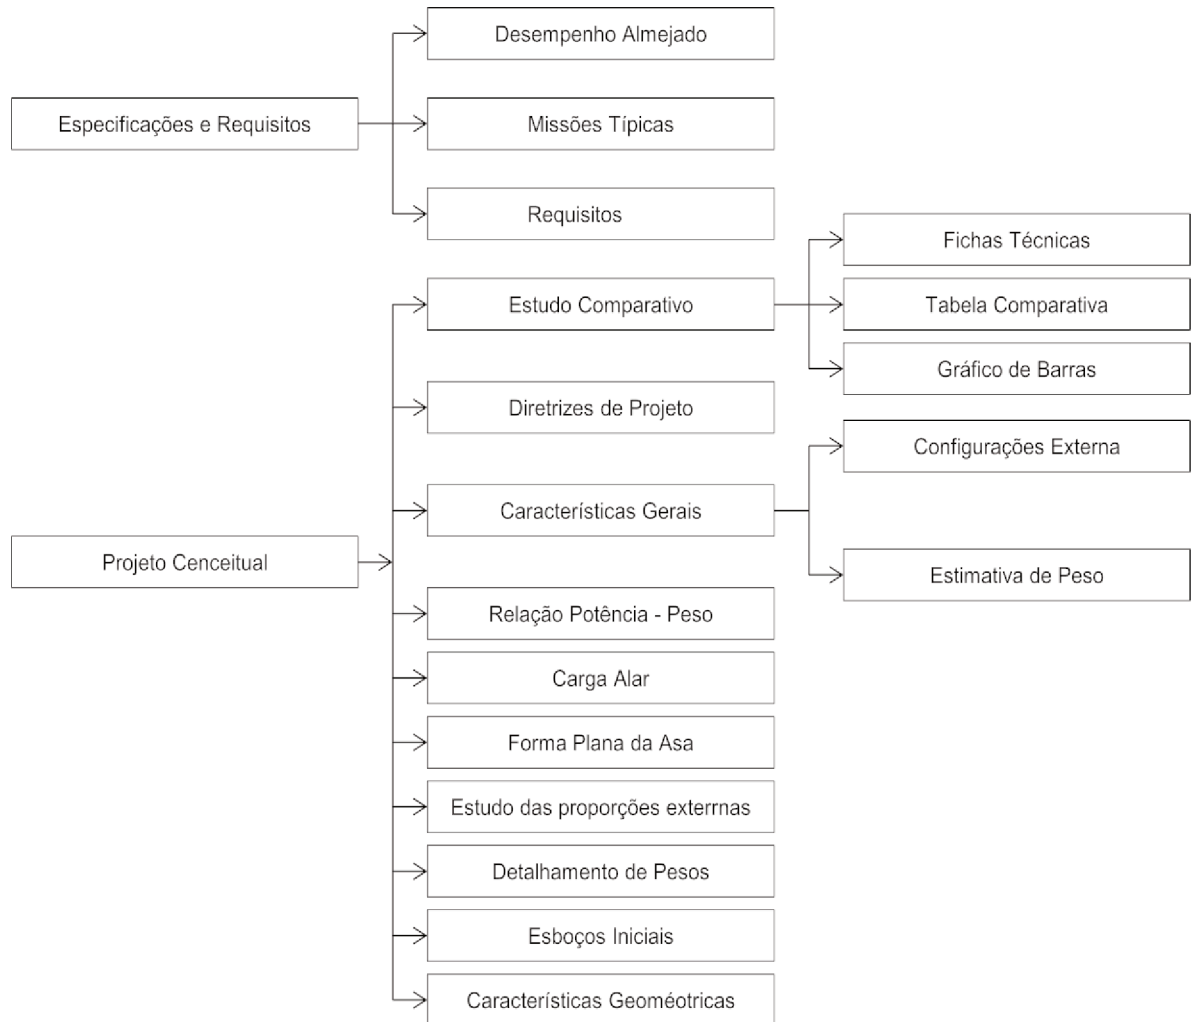 Desempenho Almejado
Especificações e Requisitos
Missões Típicas
Requisitos
Fichas Técnicas
Estudo Comparativo
Tabela Comparativa
Gráfico de Barras
Diretrizes de Projeto
Configurações Externa
Características Gerais
Projeto Cenceitual
Estimativa de Peso
Relação Potência - Peso
Carga Alar
Forma Plana da Asa
Estudo das proporções exterrnas
Detalhamento de Pesos
Esboços Iniciais
Características Geoméotricas